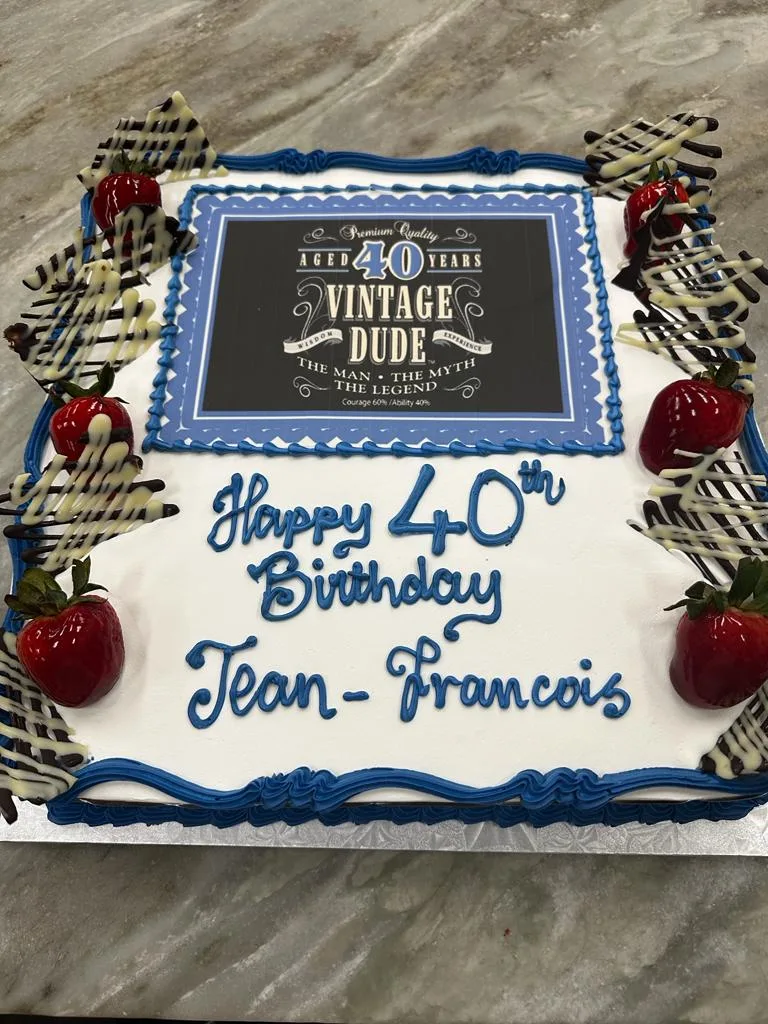 Premium Quality
AGED 40 YEARS
VINTAGE
DUDE™
WISDOM EXPERIENCE
THE MAN • THE MYTH
THE LEGEND
Courage 60% /Ability 40%
Happy 40th
Birthday
Jean-Francois